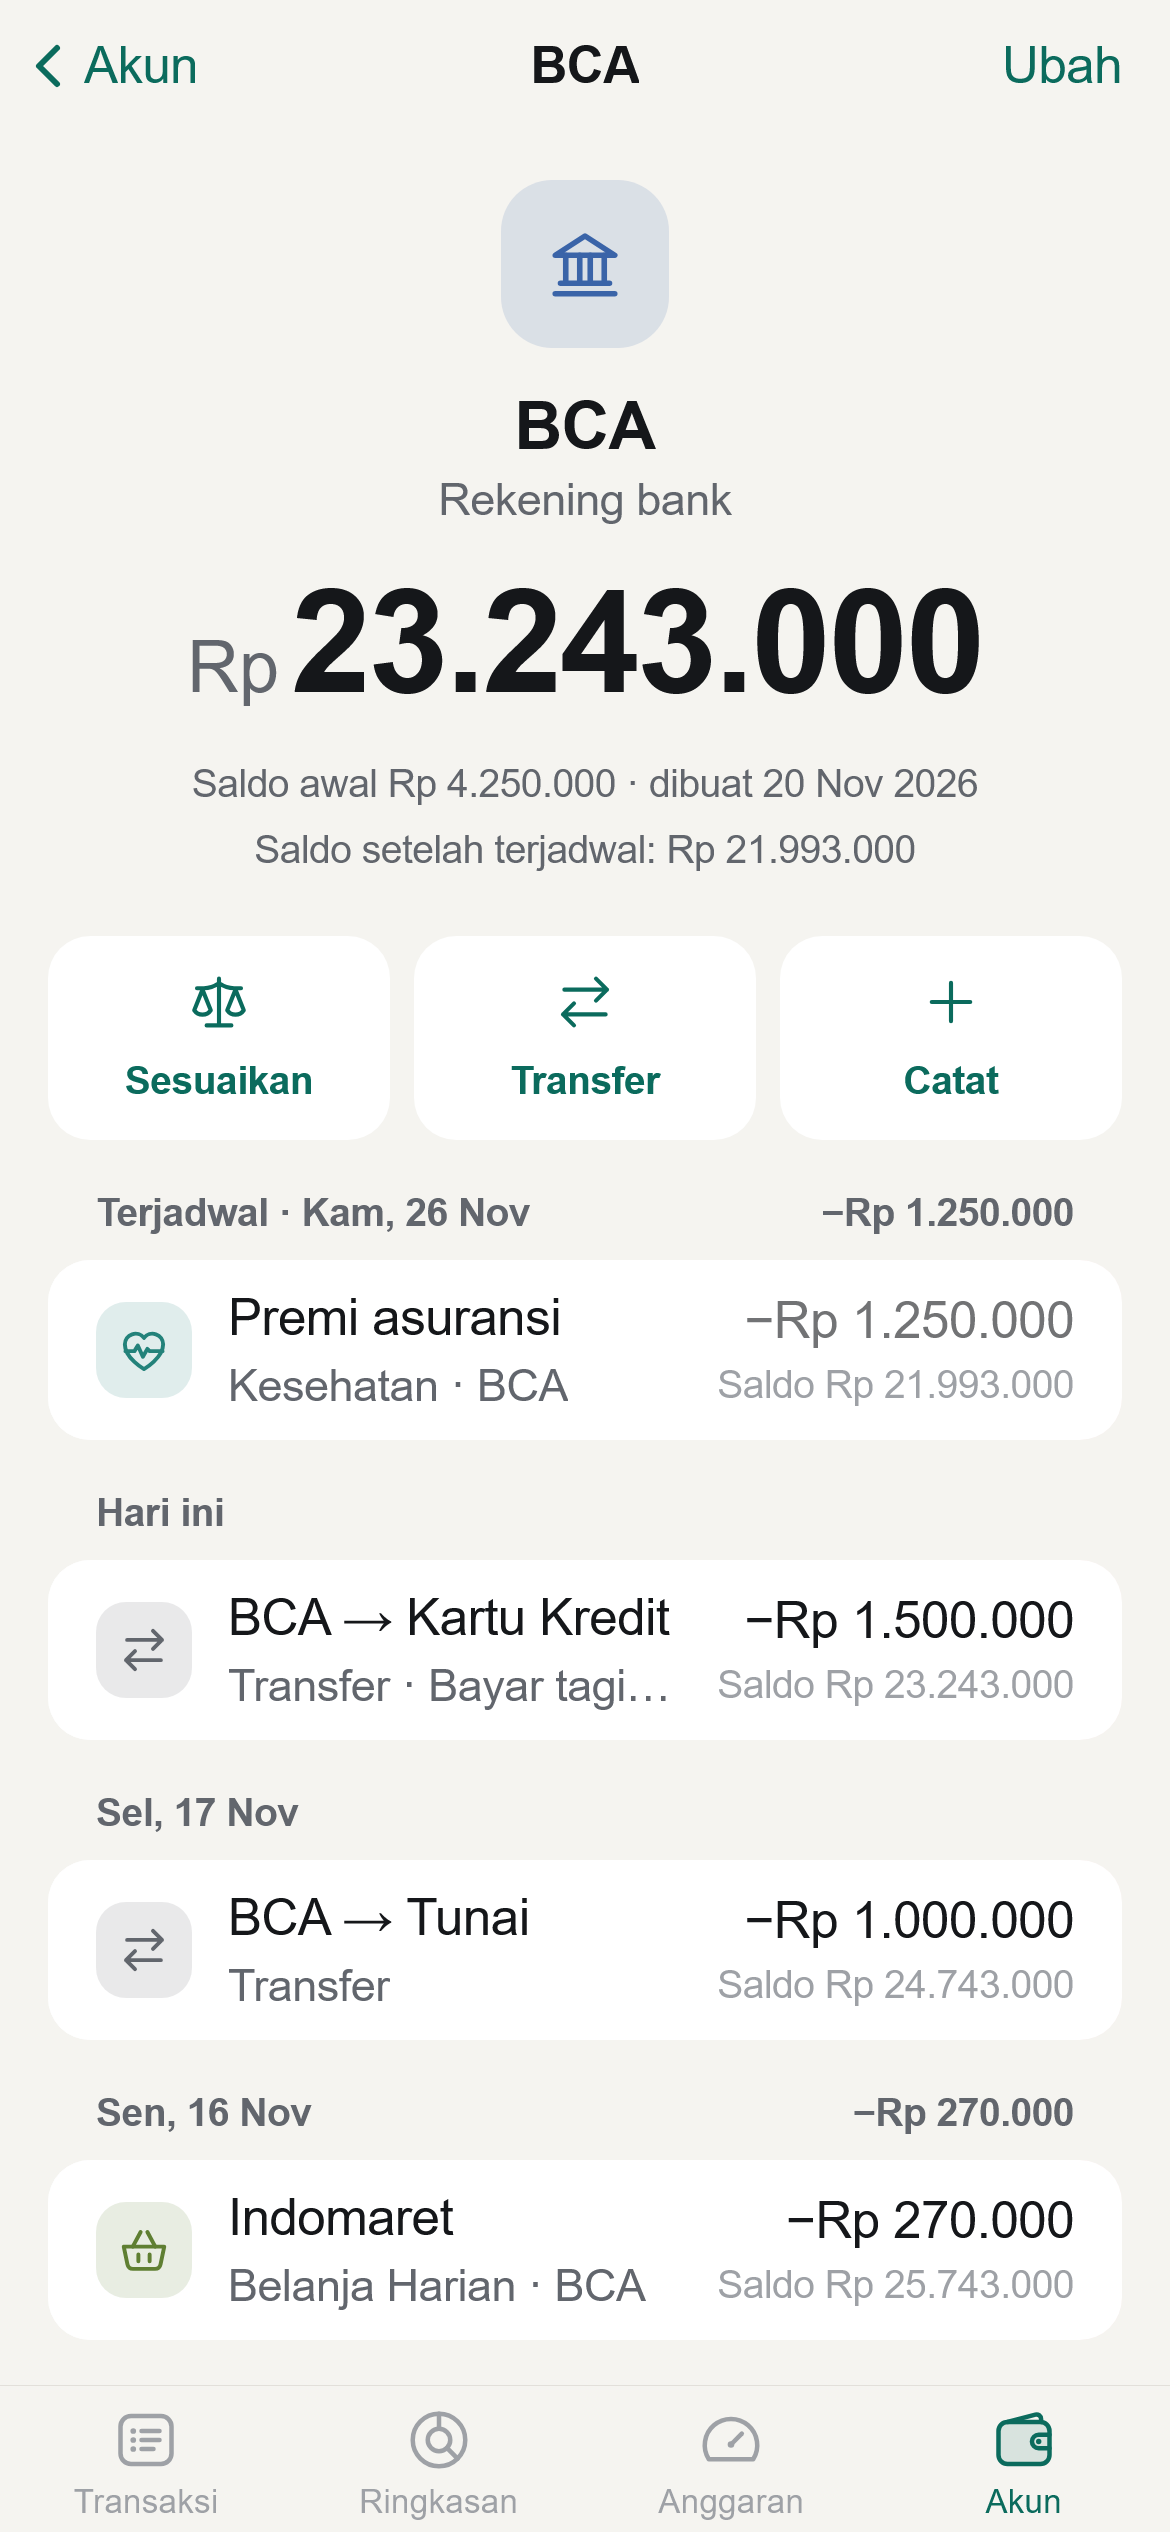 Akun
BCA
Ubah
BCA
Rekening bank
Rp 23.243.000
Saldo awal Rp 4.250.000 · dibuat 20 Nov 2026
Saldo setelah terjadwal: Rp 21.993.000
Sesuaikan
Transfer
Catat
Terjadwal · Kam, 26 Nov
−Rp 1.250.000
Premi asuransi
−Rp 1.250.000
Kesehatan · BCA
Saldo Rp 21.993.000
Hari ini
BCA → Kartu Kredit
−Rp 1.500.000
Transfer · Bayar tagi…
Saldo Rp 23.243.000
Sel, 17 Nov
BCA → Tunai
−Rp 1.000.000
Transfer
Saldo Rp 24.743.000
Sen, 16 Nov
−Rp 270.000
Indomaret
−Rp 270.000
Belanja Harian · BCA
Saldo Rp 25.743.000
Transaksi
Ringkasan
Anggaran
Akun